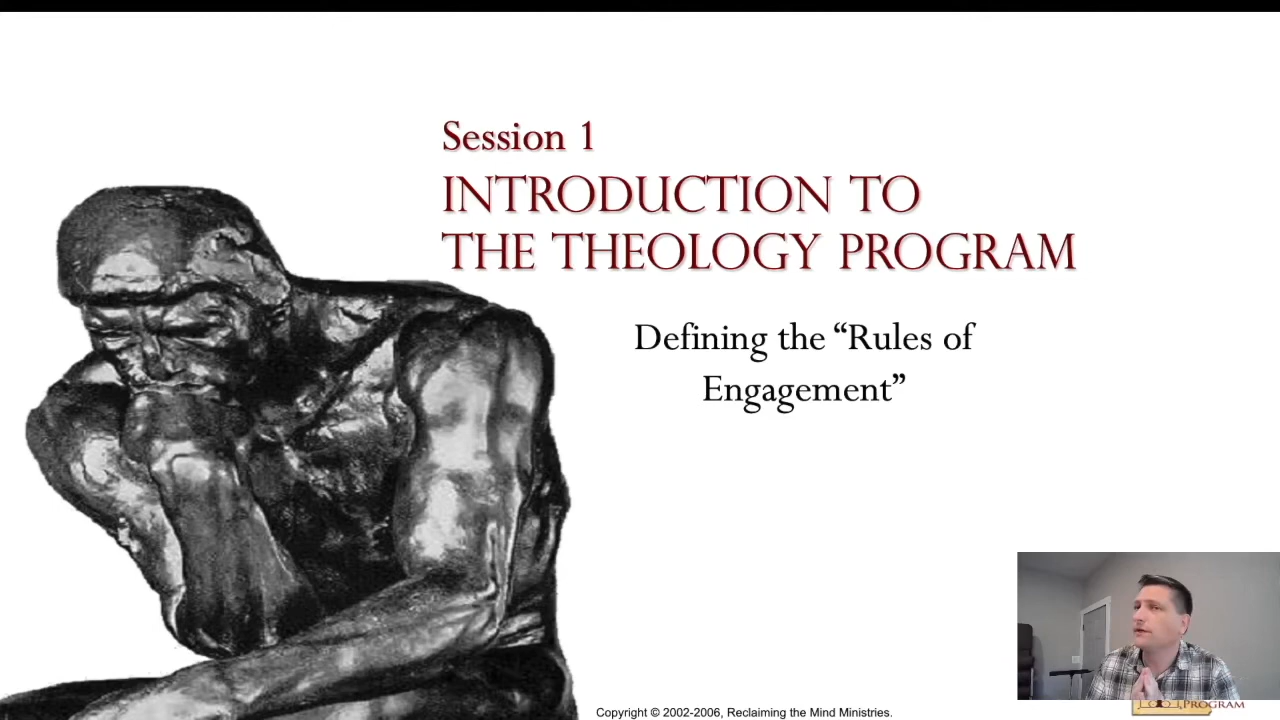 Session 1
INTRODUCTION TO
THE THEOLOGY PROGRAM
Defining the “Rules of
Engagement”
Copyright © 2002-2006, Reclaiming the Mind Ministries.
PROGRAM